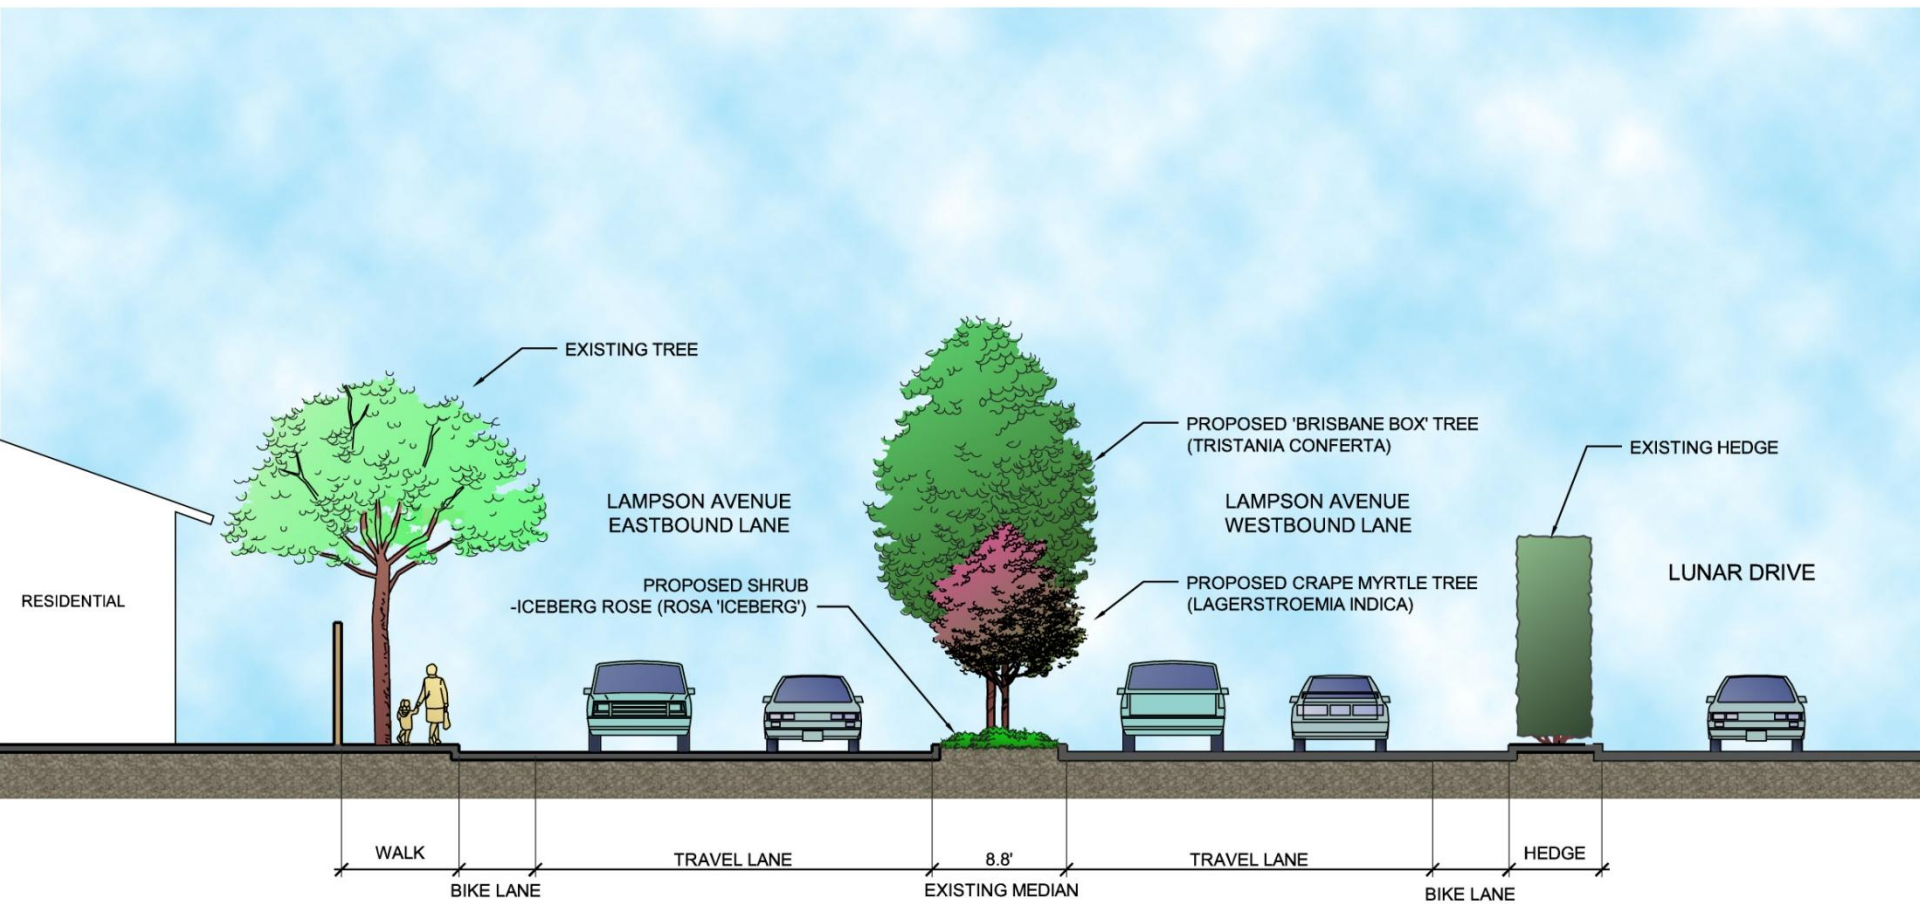 EXISTING TREE
PROPOSED 'BRISBANE BOX' TREE
(TRISTANIA CONFERTA)
EXISTING HEDGE
LAMPSON AVENUE
EASTBOUND LANE
LAMPSON AVENUE
WESTBOUND LANE
LUNAR DRIVE
RESIDENTIAL
PROPOSED SHRUB
-ICEBERG ROSE (ROSA 'ICEBERG')
PROPOSED CRAPE MYRTLE TREE
(LAGERSTROEMIA INDICA)
WALK
BIKE LANE
TRAVEL LANE
8.8'
EXISTING MEDIAN
TRAVEL LANE
BIKE LANE
HEDGE